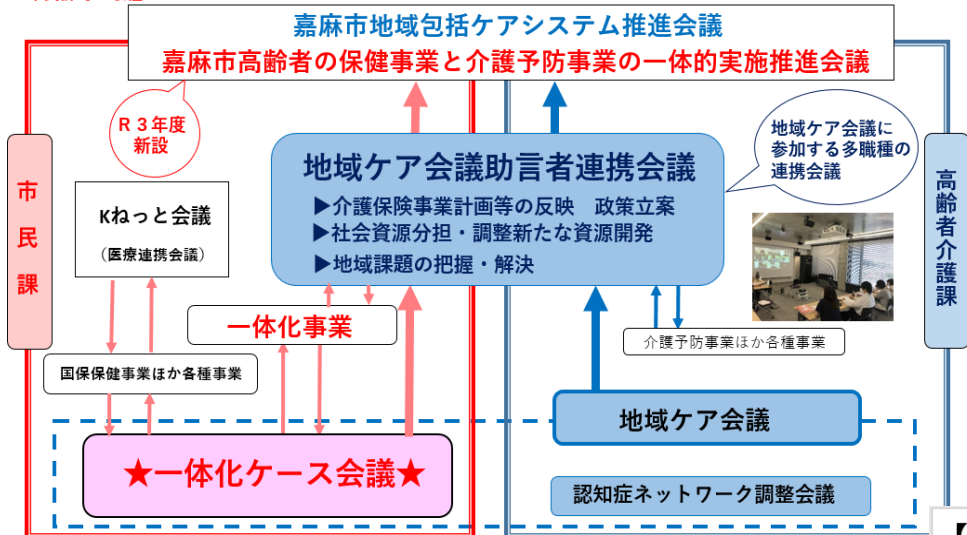 嘉麻市地域包括ケアシステム推進会議
嘉麻市高齢者の保健事業と介護予防事業の一体的実施推進会議
R３年度
新設
市民課
Kねっと会議
（医療連携会議）
地域ケア会議助言者連携会議
▶介護保険事業計画等の反映　政策立案
▶社会資源分担・調整新たな資源開発
▶地域課題の把握・解決
地域ケア会議に
参加する多職種の
連携会議
高齢者介護課
一体化事業
介護予防事業ほか各種事業
国保保健事業ほか各種事業
地域ケア会議
★一体化ケース会議★
認知症ネットワーク調整会議